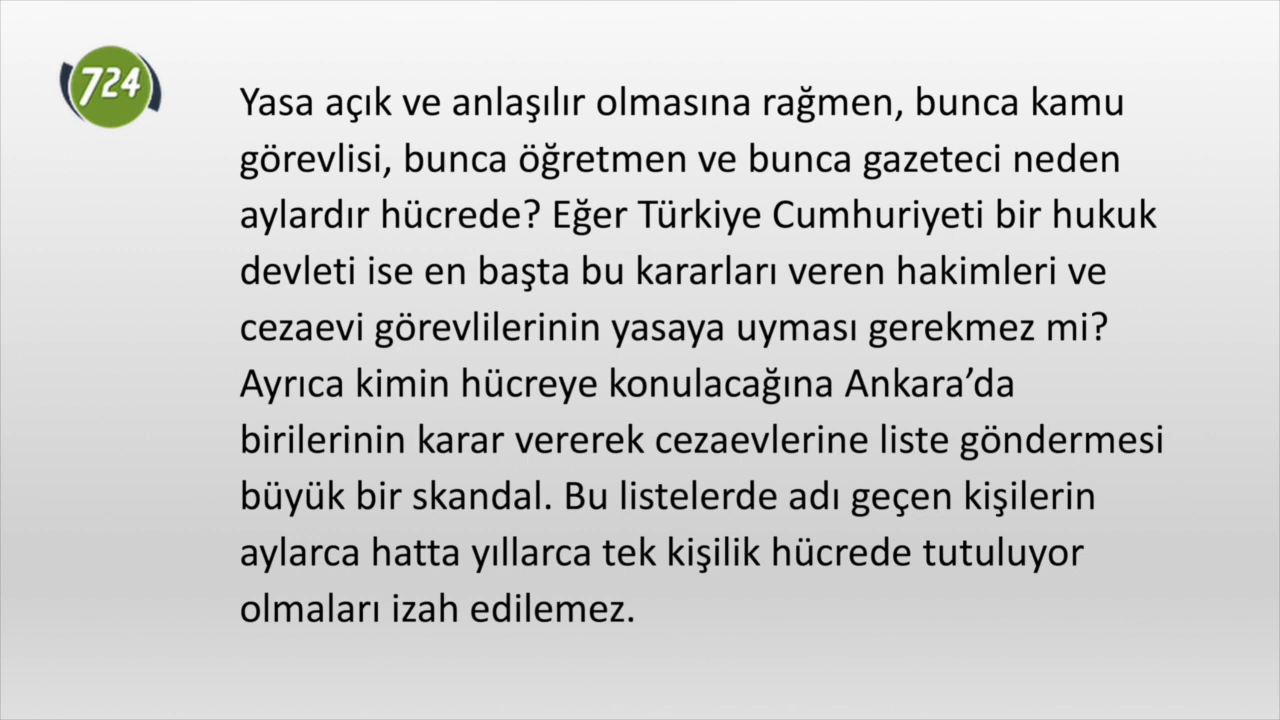 724
Yasa açık ve anlaşılır olmasına rağmen, bunca kamu
görevlisi, bunca öğretmen ve bunca gazeteci neden
aylardır hücrede? Eğer Türkiye Cumhuriyeti bir hukuk
devleti ise en başta bu kararları veren hakimleri ve
cezaevi görevlilerinin yasaya uyması gerekmez mi?
Ayrıca kimin hücreye konulacağına Ankara’da
birilerinin karar vererek cezaevlerine liste göndermesi
büyük bir skandal. Bu listelerde adı geçen kişilerin
aylarca hatta yıllarca tek kişilik hücrede tutuluyor
olmaları izah edilemez.